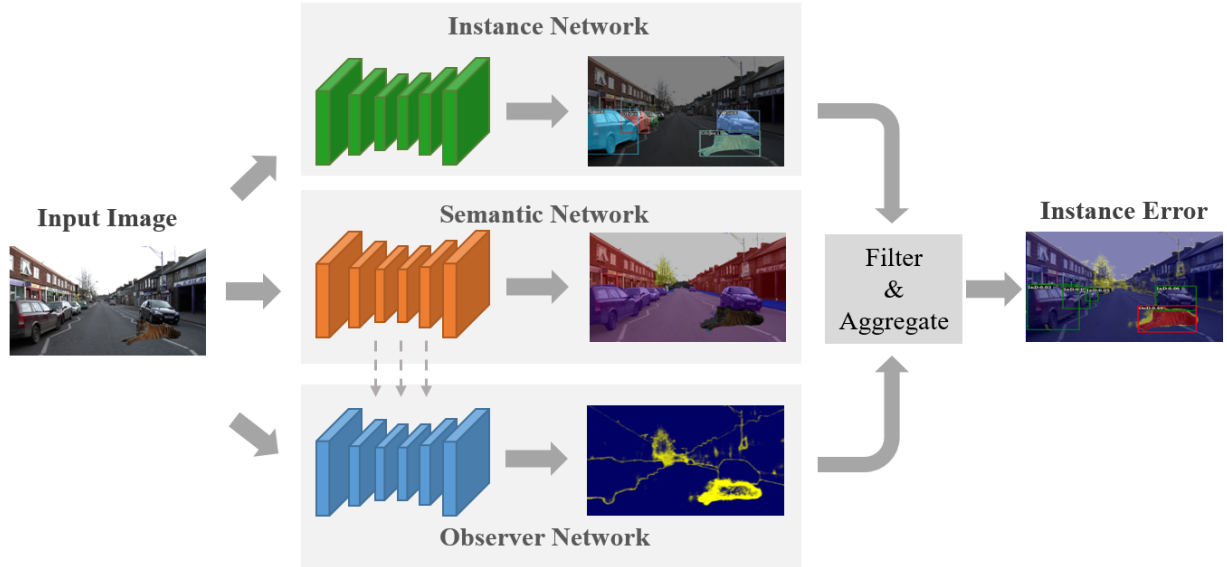 Instance Network
Input Image
Semantic Network
Filter
&
Aggregate
Instance Error
Observer Network